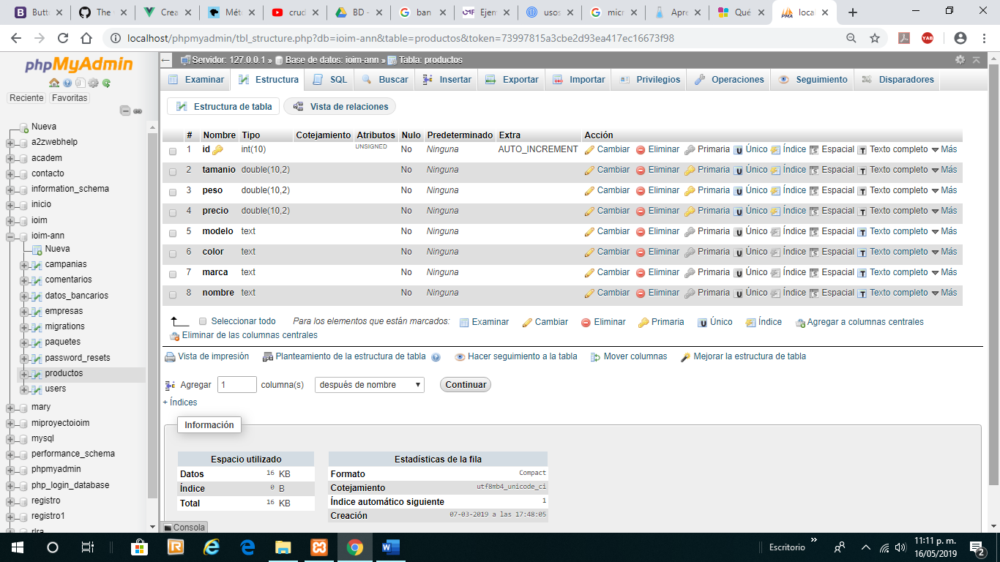 Butt
The
Crea
Mét
crud
BD -
ban
Ejem
usos
micr
Apre
Qué
loca
localhost/phpmyadmin/tbl_structure.php?db=ioim-ann&table=productos&token=73997815a3cbe2d93ea417ec16673f98
phpMyAdmin
Reciente Favoritas
Nueva
a2zwebhelp
academ
contacto
information_schema
inicio
ioim
ioim-ann
Nueva
campanias
comentarios
datos_bancarios
empresas
migrations
paquetes
password_resets
productos
users
mary
miproyectoioim
mysql
performance_schema
phpmyadmin
php_login_database
registro
registro1
rlra
Servidor: 127.0.0.1 » Base de datos: ioim-ann » Tabla: productos
Examinar Estructura SQL Buscar Insertar Exportar Importar Privilegios Operaciones Seguimiento Disparadores
Estructura de tabla Vista de relaciones
# Nombre Tipo Cotejamiento Atributos Nulo Predeterminado Extra Acción
1 id int(10) UNSIGNED No Ninguna AUTO_INCREMENT Cambiar Eliminar Primaria Único Índice Espacial Texto completo Más
2 tamanio double(10,2) No Ninguna Cambiar Eliminar Primaria Único Índice Espacial Texto completo Más
3 peso double(10,2) No Ninguna Cambiar Eliminar Primaria Único Índice Espacial Texto completo Más
4 precio double(10,2) No Ninguna Cambiar Eliminar Primaria Único Índice Espacial Texto completo Más
5 modelo text No Ninguna Cambiar Eliminar Primaria Único Índice Espacial Texto completo Más
6 color text No Ninguna Cambiar Eliminar Primaria Único Índice Espacial Texto completo Más
7 marca text No Ninguna Cambiar Eliminar Primaria Único Índice Espacial Texto completo Más
8 nombre text No Ninguna Cambiar Eliminar Primaria Único Índice Espacial Texto completo Más
Seleccionar todo Para los elementos que están marcados: Examinar Cambiar Eliminar Primaria Único Índice Agregar a columnas centrales
Eliminar de las columnas centrales
Vista de impresión Planteamiento de la estructura de tabla Hacer seguimiento a la tabla Mover columnas Mejorar la estructura de tabla
Agregar 1 columna(s) después de nombre Continuar
+ Índices
Información
Espacio utilizado
Datos 16 KB
Índice 0 B
Total 16 KB
Estadísticas de la fila
Formato Compact
Cotejamiento utf8mb4_unicode_ci
Índice automático siguiente 1
Creación 07-03-2019 a las 17:48:05
Consola
Escritorio »
11:11 p. m.
16/05/2019
2